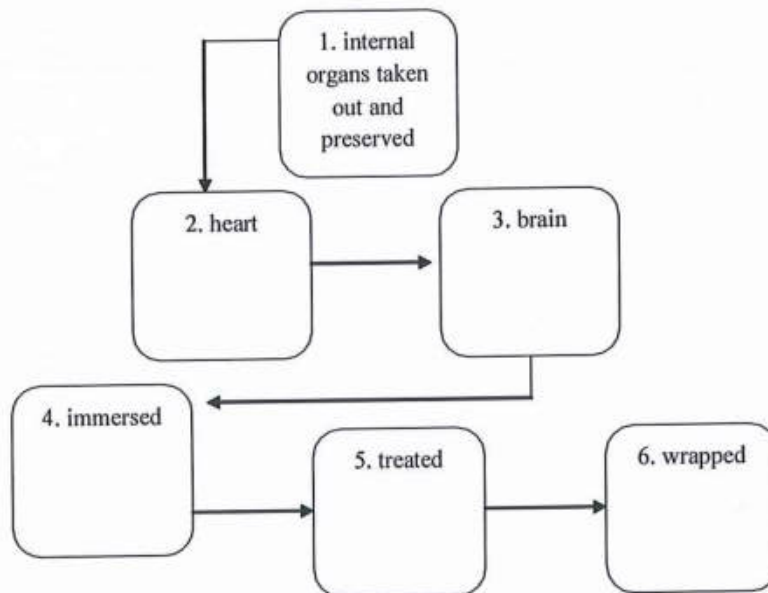 1. internal
organs taken
out and
preserved
2. heart
3. brain
4. immersed
5. treated
6. wrapped